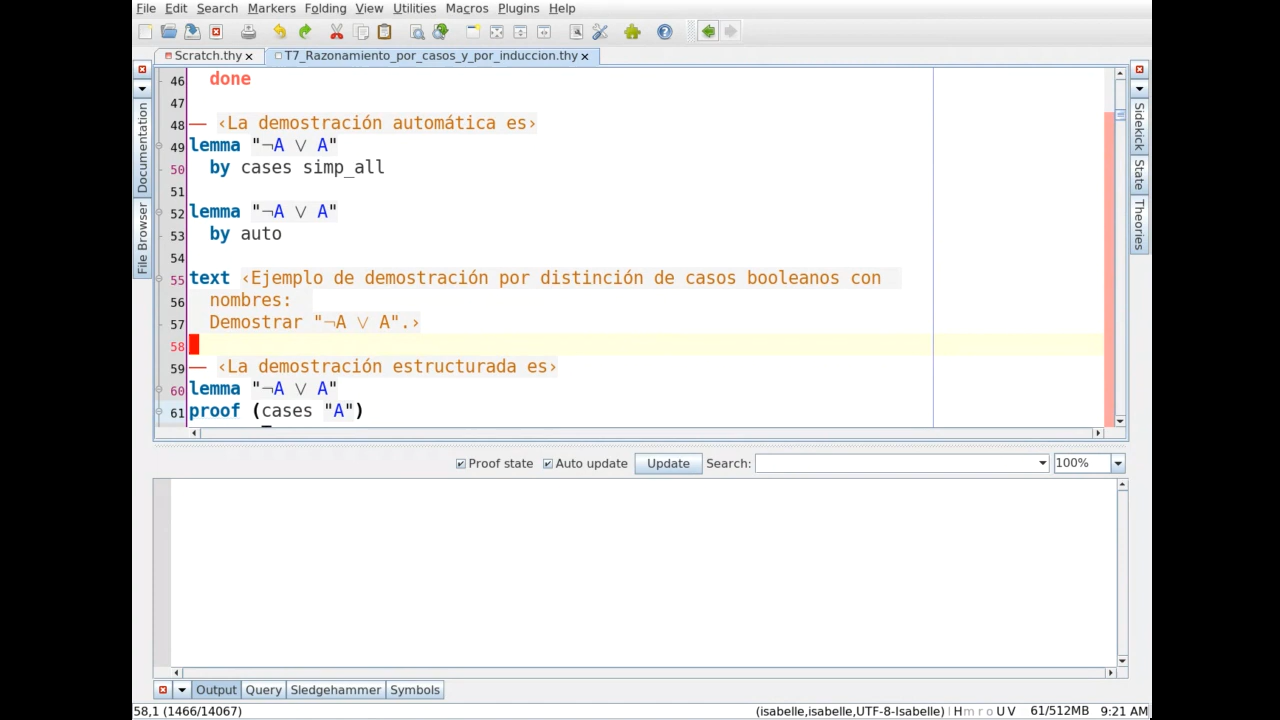 File Edit Search Markers Folding View Utilities Macros Plugins Help
Scratch.thy T7_Razonamiento_por_casos_y_por_induccion.thy
Documentation
File Browser
46 done
47
48 — ‹La demostración automática es›
49 lemma "¬A ∨ A"
50 by cases simp_all
51
52 lemma "¬A ∨ A"
53 by auto
54
55 text ‹Ejemplo de demostración por distinción de casos booleanos con
56 nombres:
57 Demostrar "¬A ∨ A".›
58
59 — ‹La demostración estructurada es›
60 lemma "¬A ∨ A"
61 proof (cases "A")
Sidekick
State
Theories
Proof state Auto update Update Search: 100%
Output Query Sledgehammer Symbols
58,1 (1466/14067) (isabelle,isabelle,UTF-8-Isabelle) H m r o U V 61/512MB 9:21 AM